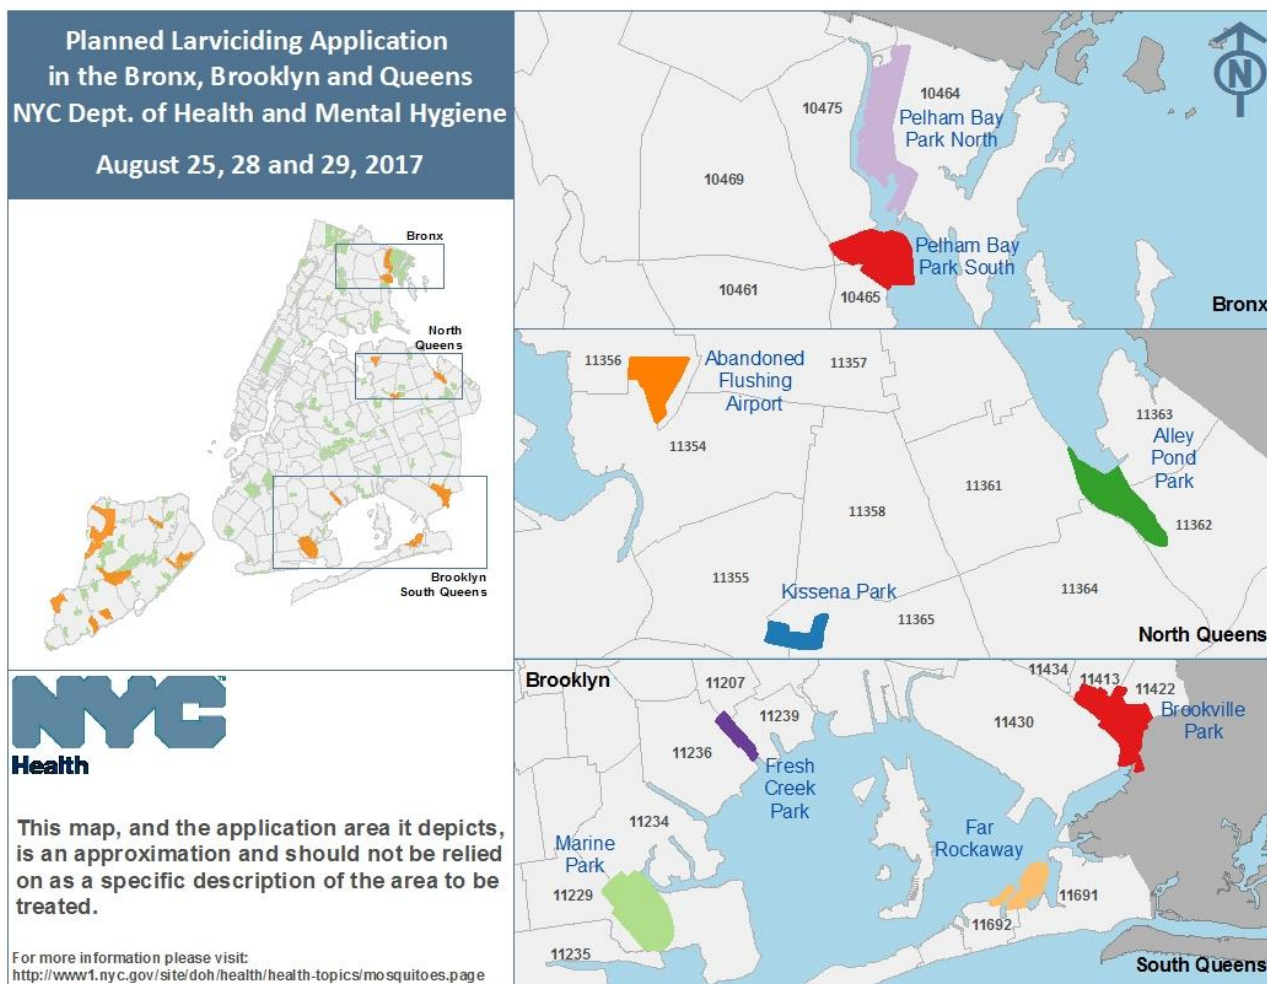 Planned Larviciding Application
in the Bronx, Brooklyn and Queens
NYC Dept. of Health and Mental Hygiene
August 25, 28 and 29, 2017
Bronx
North
Queens
Brooklyn
South Queens
NYC
TM
Health
This map, and the application area it depicts,
is an approximation and should not be relied
on as a specific description of the area to be
treated.
For more information please visit:
http://www1.nyc.gov/site/doh/health/health-topics/mosquitoes.page
N
10475
10464
Pelham Bay
Park North
10469
Pelham Bay
Park South
10461
10465
Bronx
11356
Abandoned
Flushing
Airport
11357
11354
11363
Alley
Pond
Park
11361
11358
11362
11355
Kissena Park
11364
11365
North Queens
Brooklyn
11207
11239
11236
Fresh
Creek
Park
11434
11413
11422
11430
Brookville
Park
11234
Marine
Park
Far
Rockaway
11229
11691
11692
11235
South Queens